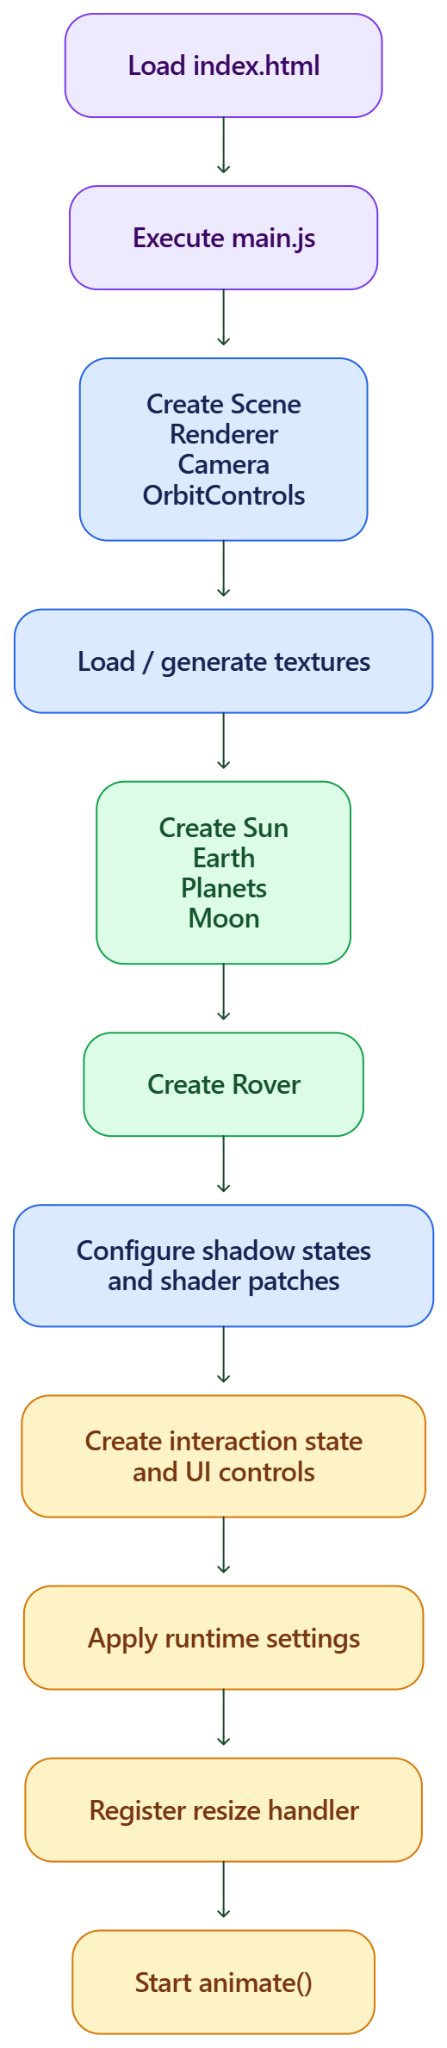 Load index.html
Execute main.js
Create Scene
Renderer
Camera
OrbitControls
Load / generate textures
Create Sun
Earth
Planets
Moon
Create Rover
Configure shadow states
and shader patches
Create interaction state
and UI controls
Apply runtime settings
Register resize handler
Start animate()